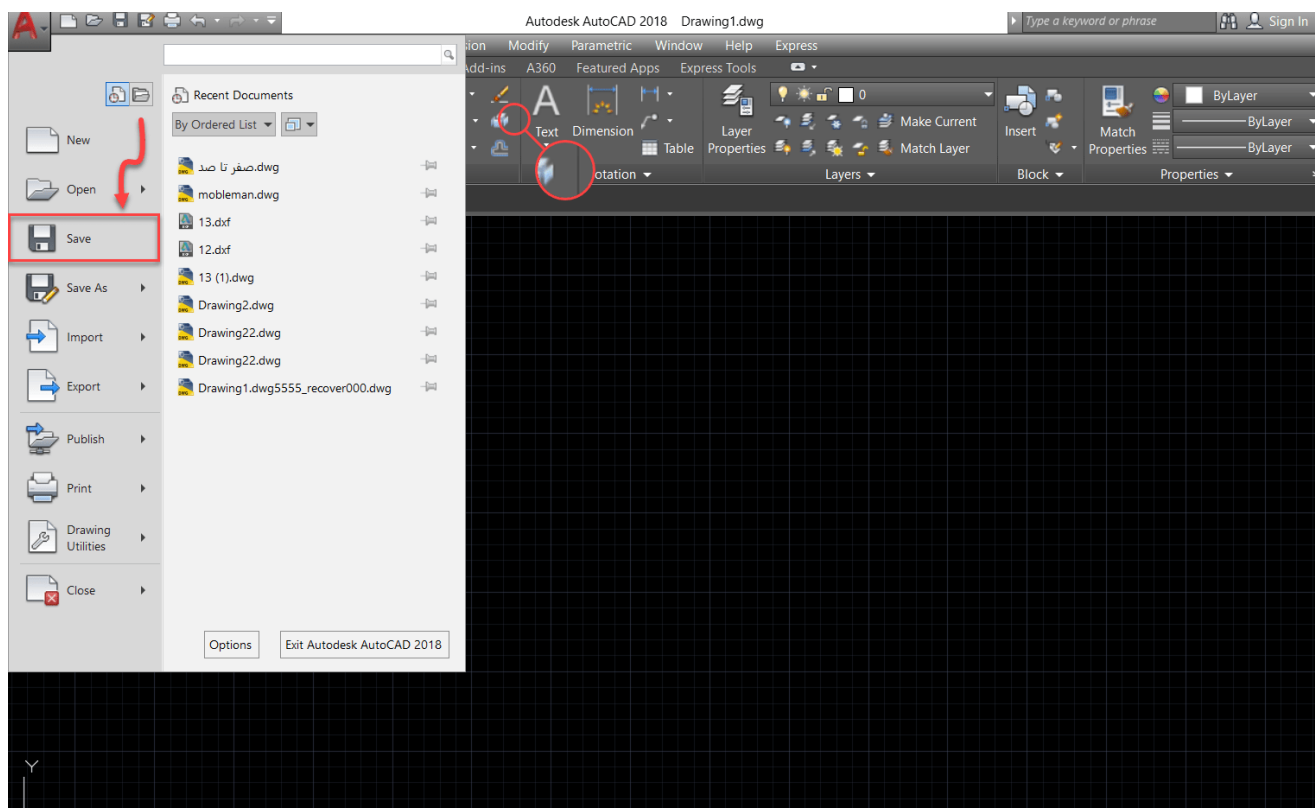 Autodesk AutoCAD 2018 Drawing1.dwg
Type a keyword or phrase
Sign In
Modify Parametric Window Help Express
Add-ins A360 Featured Apps Express Tools
Recent Documents
By Ordered List
New
Open
Save
Save As
Import
Export
Publish
Print
Drawing
Utilities
Close
صفر تا صد.dwg
mobleman.dwg
13.dxf
12.dxf
13 (1).dwg
Drawing2.dwg
Drawing22.dwg
Drawing22.dwg
Drawing1.dwg5555_recover000.dwg
Options
Exit Autodesk AutoCAD 2018
A
Text
Dimension
Table
Layer
Properties
0
Make Current
Match Layer
Layers
Insert
Block
Match
Properties
ByLayer
ByLayer
ByLayer
Properties
Y